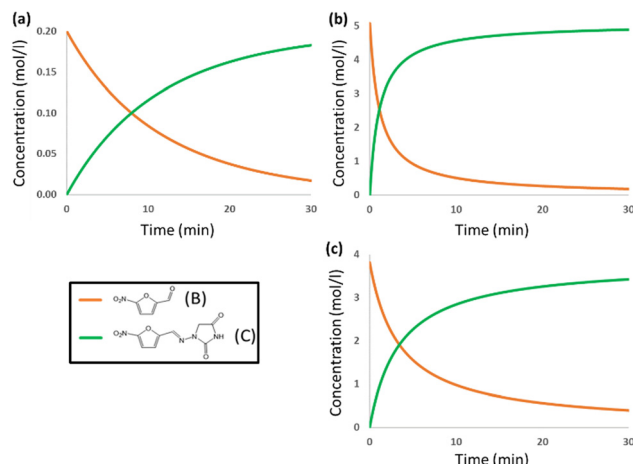 (a)
Concentration (mol/l)
0.20
0.15
0.10
0.05
0.00
0
10
20
30
Time (min)
(b)
Concentration (mol/l)
5
4
3
2
1
0
0
10
20
30
Time (min)
(c)
Concentration (mol/l)
4
3
2
1
0
0
10
20
30
Time (min)
NO₂
O
O
(B)
NO₂
O
N
N
O
NH
O
(C)